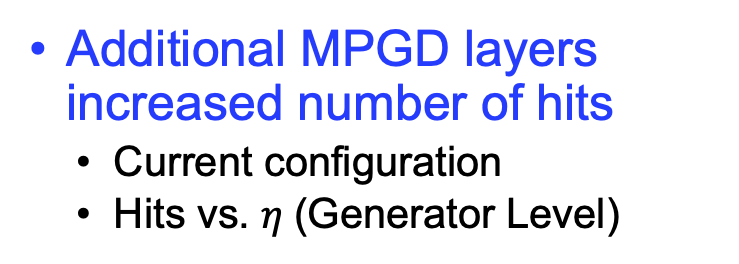 • Additional MPGD layers
increased number of hits
• Current configuration
• Hits vs. η (Generator Level)